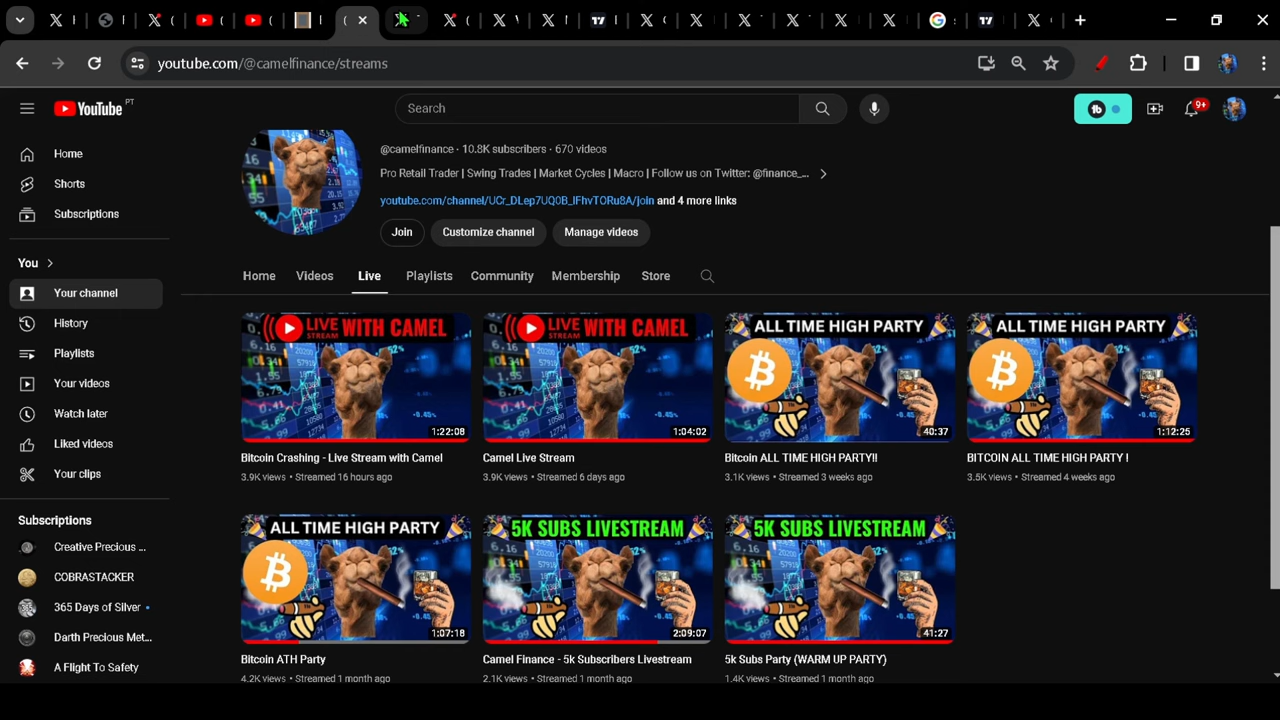 youtube.com/@camelfinance/streams
YouTube PT
Search
9+
@camelfinance · 10.8K subscribers · 670 videos
Pro Retail Trader | Swing Trades | Market Cycles | Macro | Follow us on Twitter: @finance_...
youtube.com/channel/UCr_DLep7UQ0B_lFhvTORu8A/join and 4 more links
Join
Customize channel
Manage videos
Home
Shorts
Subscriptions
You
Your channel
History
Playlists
Your videos
Watch later
Liked videos
Your clips
Subscriptions
Creative Precious ...
COBRASTACKER
365 Days of Silver
Darth Precious Met...
A Flight To Safety
Home Videos Live Playlists Community Membership Store
LIVE STREAM WITH CAMEL
1:22:08
Bitcoin Crashing - Live Stream with Camel
3.9K views • Streamed 16 hours ago
LIVE STREAM WITH CAMEL
1:04:02
Camel Live Stream
3.9K views • Streamed 6 days ago
ALL TIME HIGH PARTY
40:37
Bitcoin ALL TIME HIGH PARTY!!
3.1K views • Streamed 3 weeks ago
ALL TIME HIGH PARTY
1:12:25
BITCOIN ALL TIME HIGH PARTY !
3.5K views • Streamed 4 weeks ago
ALL TIME HIGH PARTY
1:07:18
Bitcoin ATH Party
4.2K views • Streamed 1 month ago
5K SUBS LIVESTREAM
2:09:07
Camel Finance - 5k Subscribers Livestream
2.1K views • Streamed 1 month ago
5K SUBS LIVESTREAM
41:27
5k Subs Party (WARM UP PARTY)
1.4K views • Streamed 1 month ago